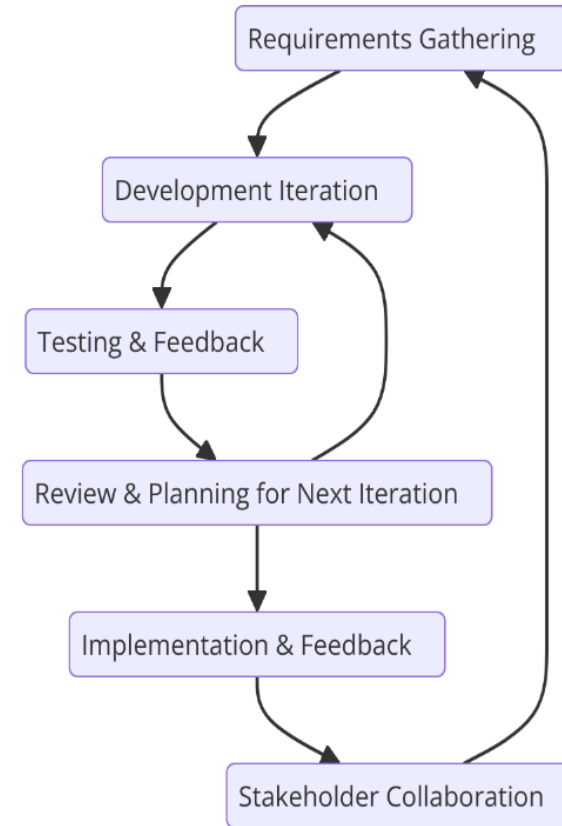 Requirements Gathering
Development Iteration
Testing & Feedback
Review & Planning for Next Iteration
Implementation & Feedback
Stakeholder Collaboration